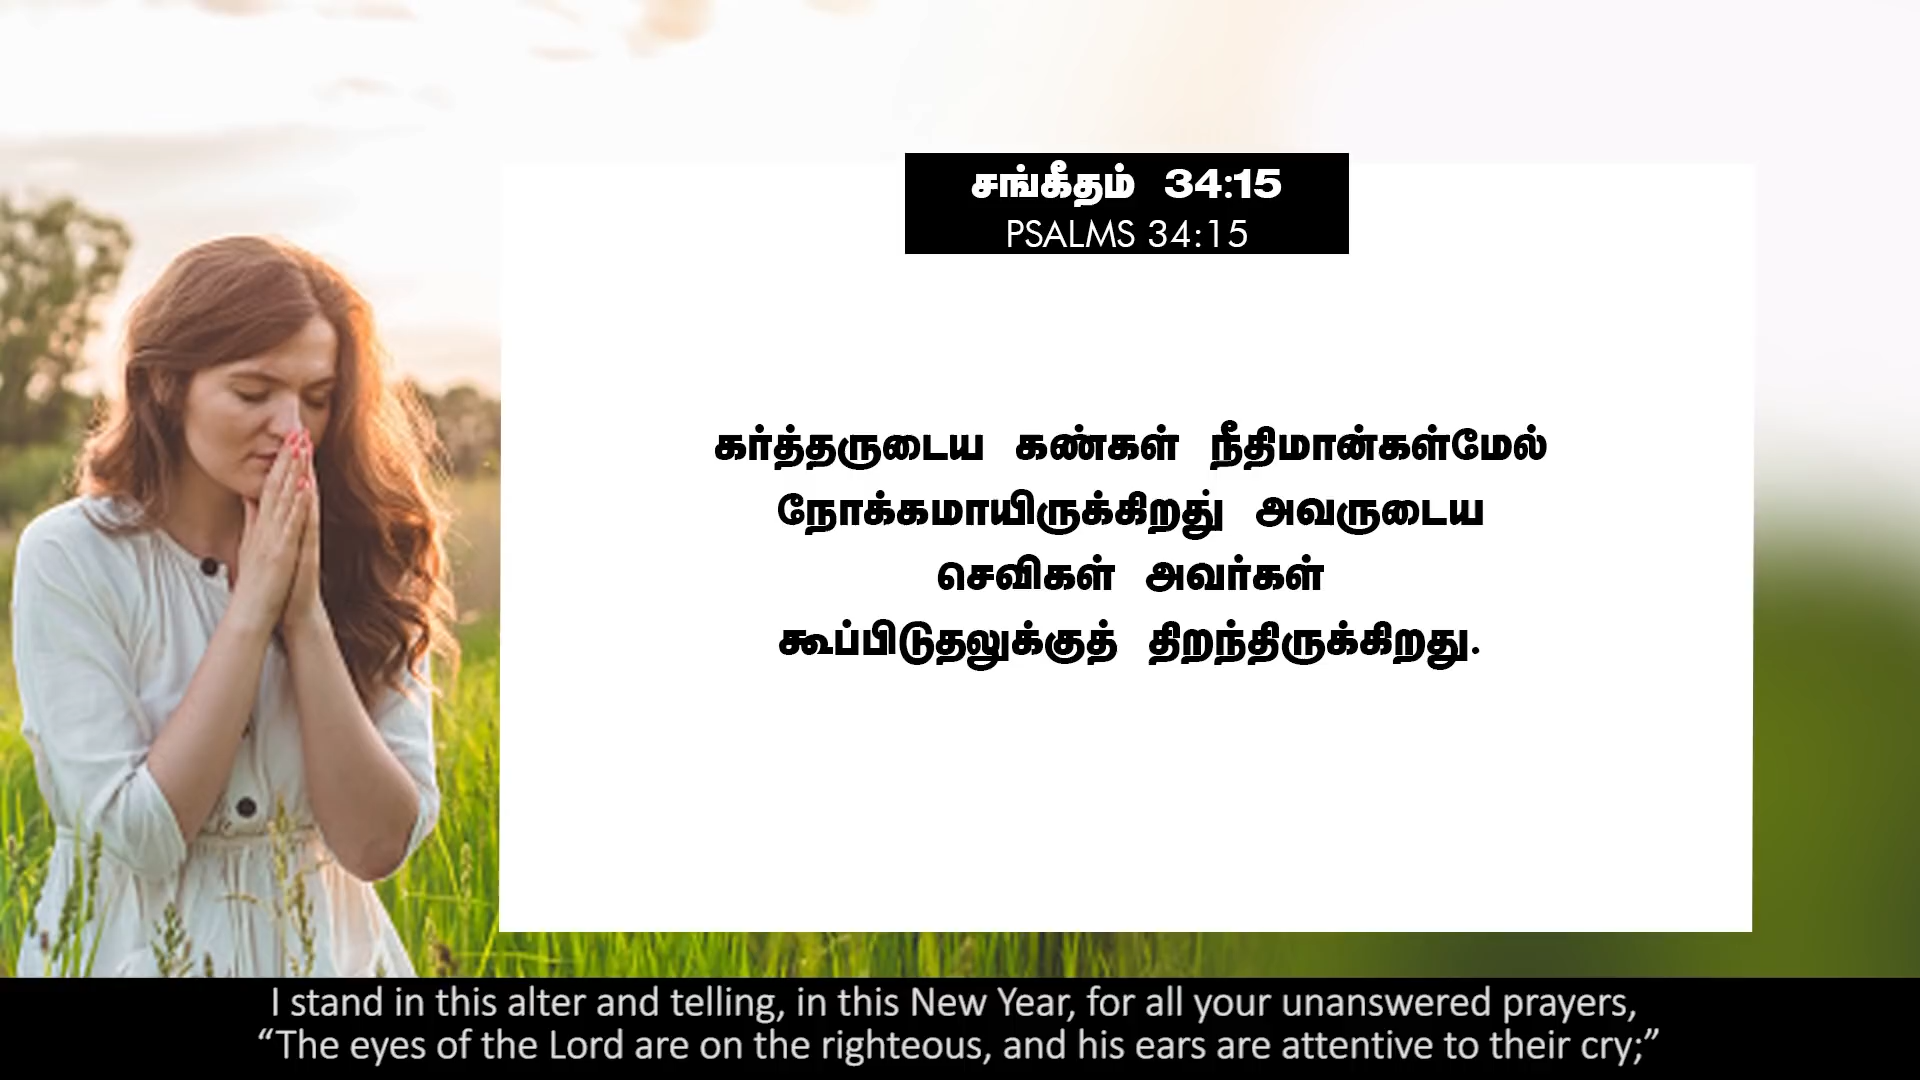 சங்கீதம் 34:15
PSALMS 34:15
கர்த்தருடைய கண்கள் நீதிமான்கள்மேல்
நோக்கமாயிருக்கிறது் அவருடைய
செவிகள் அவர்கள்
கூப்பிடுதலுக்குத் திறந்திருக்கிறது.
I stand in this alter and telling, in this New Year, for all your unanswered prayers,
“The eyes of the Lord are on the righteous, and his ears are attentive to their cry;”